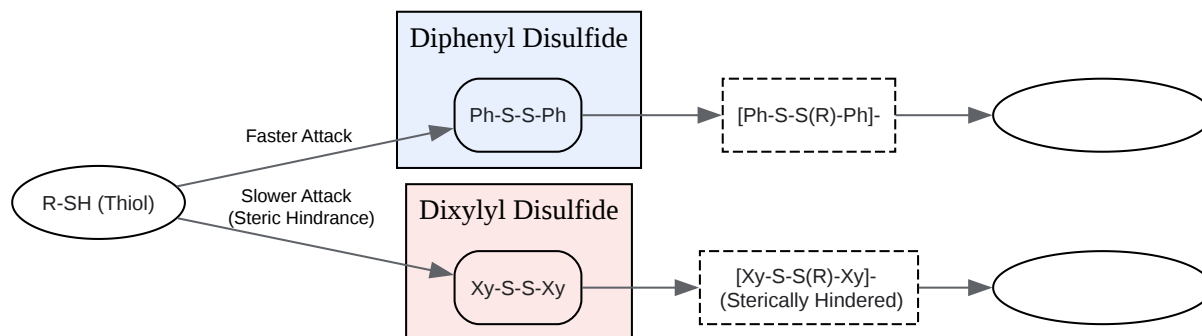 Diphenyl Disulfide
Ph-S-S-Ph
[Ph-S-S(R)-Ph]-
Faster Attack
R-SH (Thiol)
Slower Attack
(Steric Hindrance)
Dixylyl Disulfide
Xy-S-S-Xy
[Xy-S-S(R)-Xy]-
(Sterically Hindered)